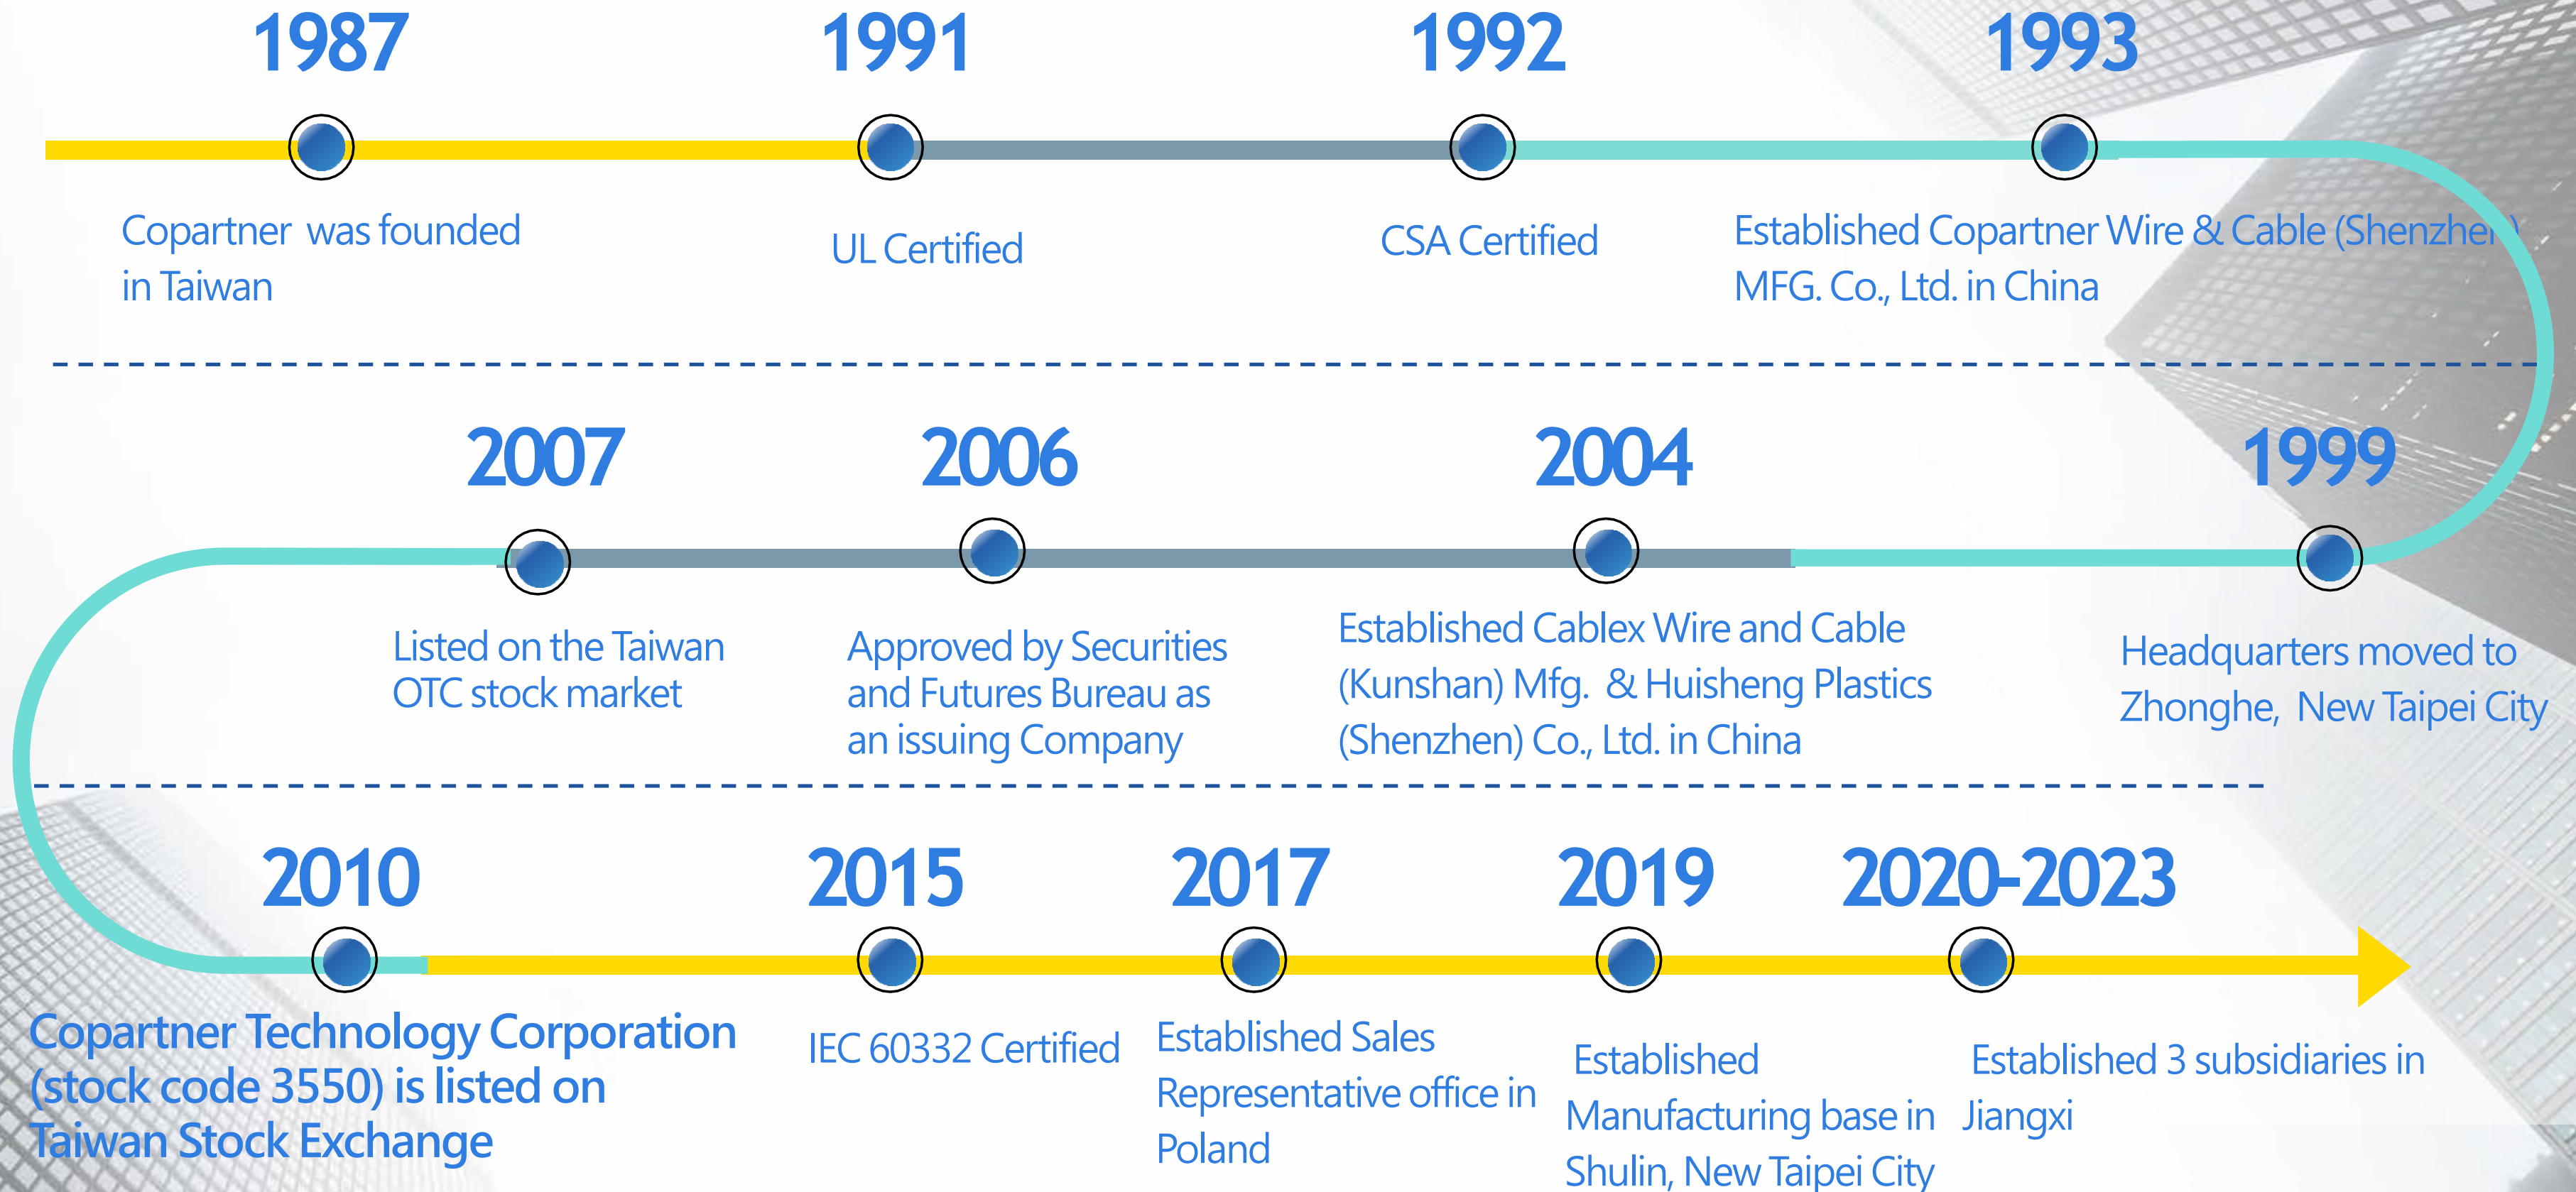 1987
Copartner was founded
in Taiwan
1991
UL Certified
1992
CSA Certified
1993
Established Copartner Wire & Cable (Shenzhen)
MFG. Co., Ltd. in China
1999
Headquarters moved to
Zhonghe, New Taipei City
2004
Established Cablex Wire and Cable
(Kunshan) Mfg. & Huisheng Plastics
(Shenzhen) Co., Ltd. in China
2006
Approved by Securities
and Futures Bureau as
an issuing Company
2007
Listed on the Taiwan
OTC stock market
2010
Copartner Technology Corporation
(stock code 3550) is listed on
Taiwan Stock Exchange
2015
IEC 60332 Certified
2017
Established Sales
Representative office in
Poland
2019
Established
Manufacturing base in
Shulin, New Taipei City
2020-2023
Established 3 subsidiaries in
Jiangxi